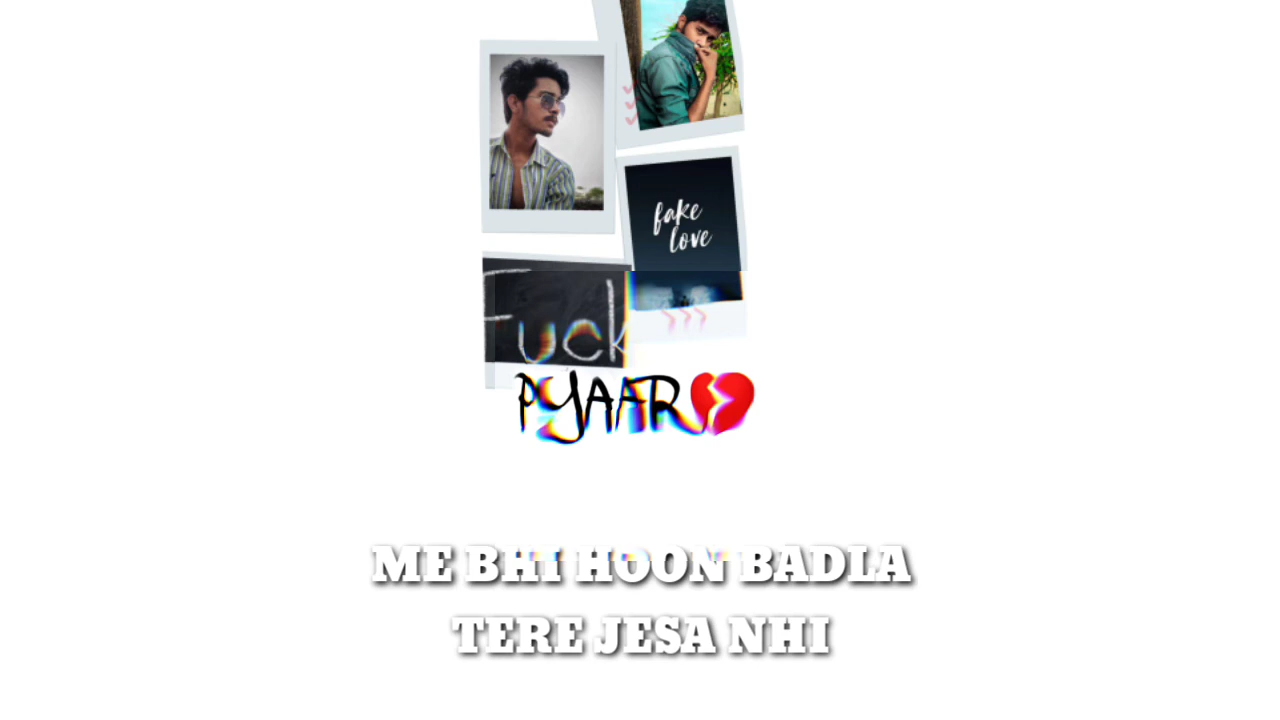 fake
love
Fuck
PYAAR
ME BHI HOON BADLA
TERE JESA NHI